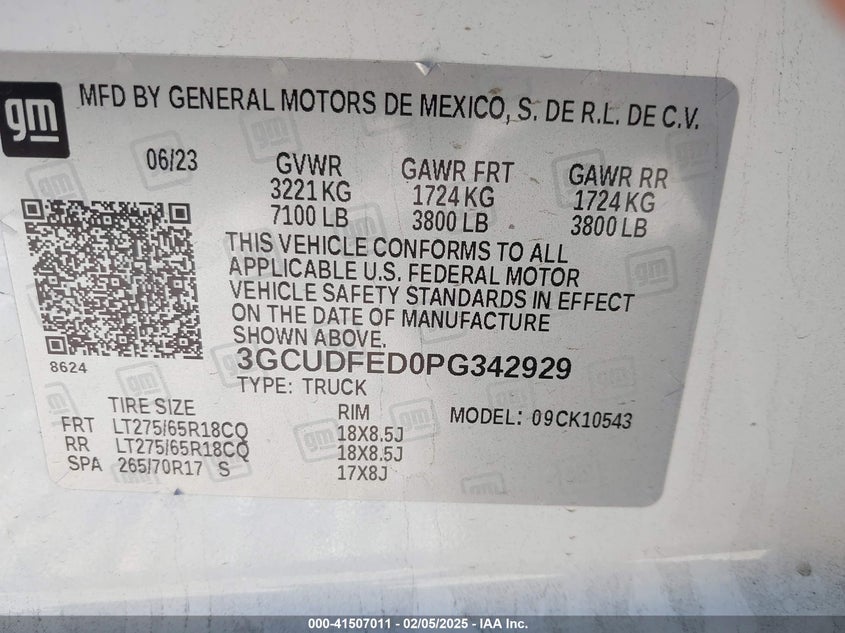 gm
MFD BY GENERAL MOTORS DE MEXICO, S. DE R.L. DE C.V.
06/23
GVWR
3221 KG
7100 LB
GAWR FRT
1724 KG
3800 LB
GAWR RR
1724 KG
3800 LB
THIS VEHICLE CONFORMS TO ALL
APPLICABLE U.S. FEDERAL MOTOR
VEHICLE SAFETY STANDARDS IN EFFECT
ON THE DATE OF MANUFACTURE
SHOWN ABOVE.
8624
3GCUDFED0PG342929
TYPE: TRUCK
MODEL: 09CK10543
TIRE SIZE RIM
FRT LT275/65R18CQ 18X8.5J
RR LT275/65R18CQ 18X8.5J
SPA 265/70R17 S 17X8J
000-41507011 - 02/05/2025 - IAA Inc.